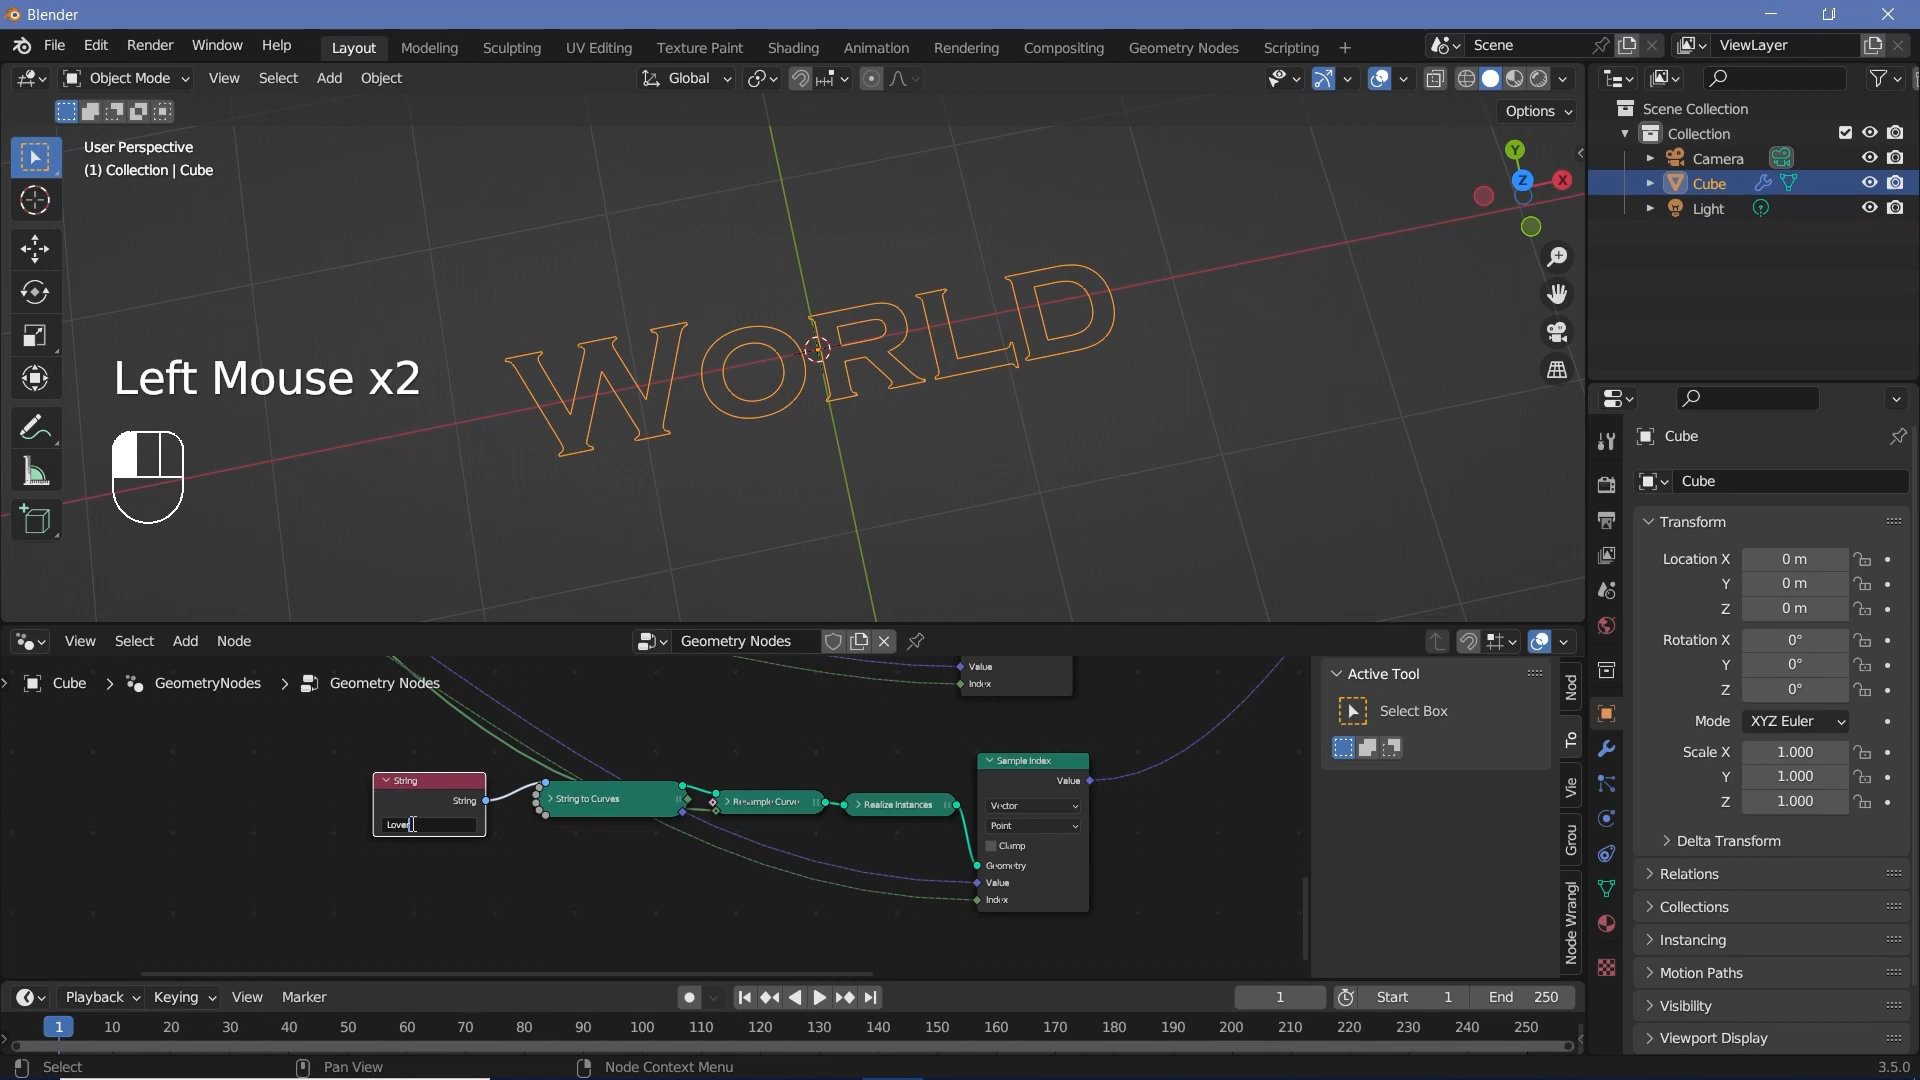 Blender
File Edit Render Window Help Layout Modeling Sculpting UV Editing Texture Paint Shading Animation Rendering Compositing Geometry Nodes Scripting + Scene ViewLayer
Object Mode View Select Add Object Global
Options
User Perspective
(1) Collection | Cube
Y
Z
X
WORLD
Left Mouse x2
Scene Collection
Collection
Camera
Cube
Light
Cube
Cube
Transform
Location X 0 m
Y 0 m
Z 0 m
Rotation X 0°
Y 0°
Z 0°
Mode XYZ Euler
Scale X 1.000
Y 1.000
Z 1.000
Delta Transform
Relations
Collections
Instancing
Motion Paths
Visibility
Viewport Display
View Select Add Node Geometry Nodes
Cube > GeometryNodes > Geometry Nodes
Value
Index
String
String
Lover
String to Curves
Resample Curve
Realize Instances
Sample Index
Value
Vector
Point
Clamp
Geometry
Value
Index
Active Tool
Select Box
Nod
To
Vie
Grou
Node Wrangl
Playback Keying View Marker 1 Start 1 End 250
1 10 20 30 40 50 60 70 80 90 100 110 120 130 140 150 160 170 180 190 200 210 220 230 240 250
Select Pan View Node Context Menu 3.5.0